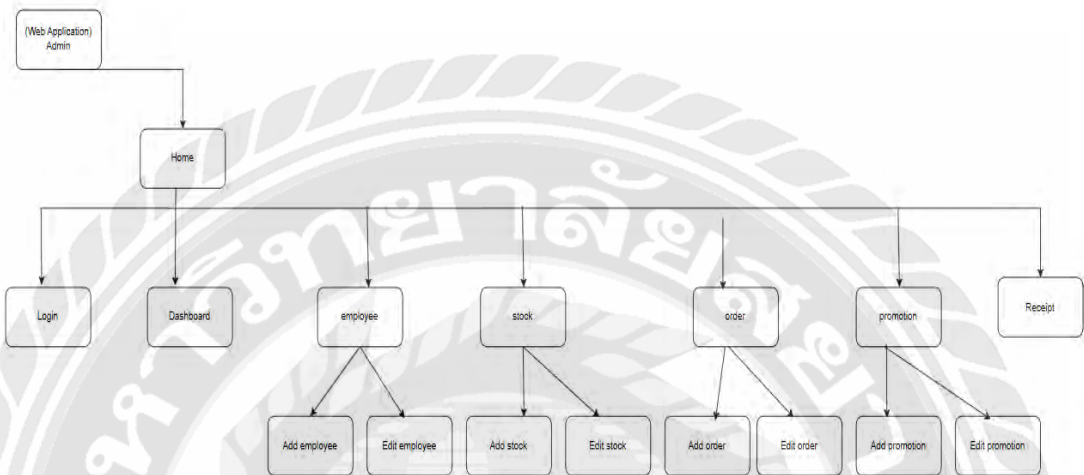 (Web Application)
Admin
Home
Login
Dashboard
employee
stock
order
promotion
Receipt
Add employee
Edit employee
Add stock
Edit stock
Add order
Edit order
Add promotion
Edit promotion